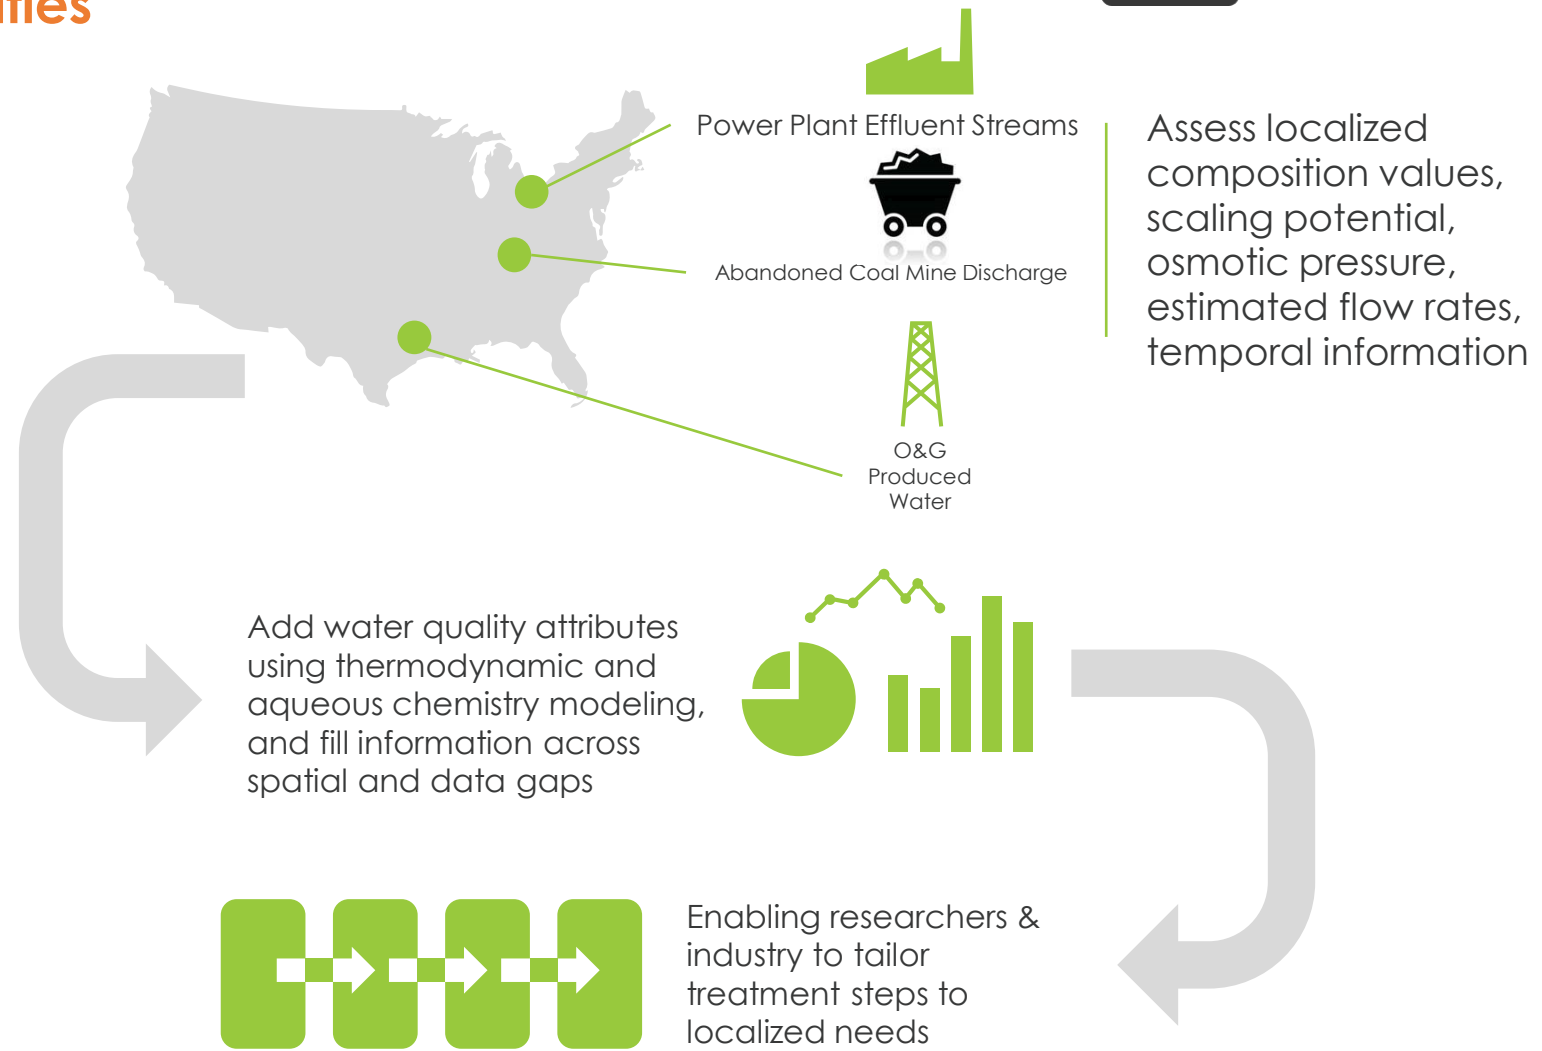 Power Plant Effluent Streams
Abandoned Coal Mine Discharge
O&G
Produced
Water
Assess localized
composition values,
scaling potential,
osmotic pressure,
estimated flow rates,
temporal information
Add water quality attributes
using thermodynamic and
aqueous chemistry modeling,
and fill information across
spatial and data gaps
Enabling researchers &
industry to tailor
treatment steps to
localized needs